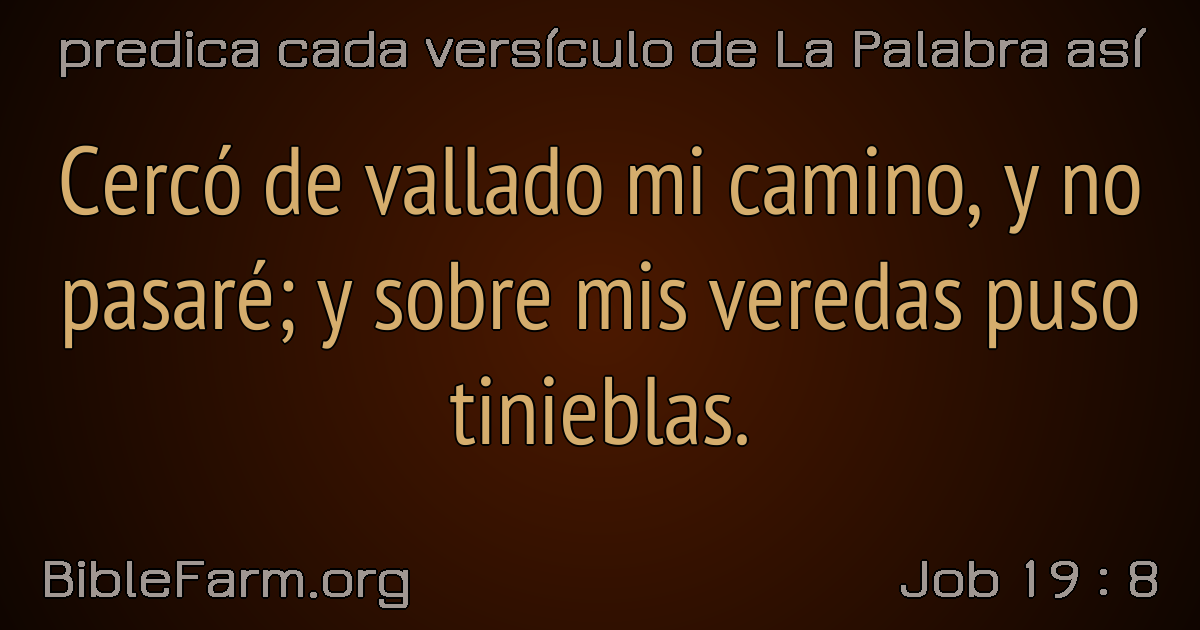 predica cada versículo de La Palabra así
Cercó de vallado mi camino, y no
pasaré; y sobre mis veredas puso
tinieblas.
BibleFarm.org
Job 19 : 8